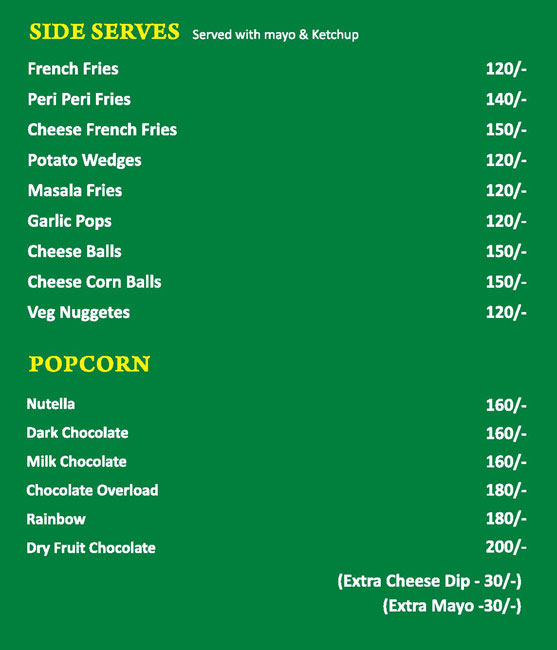 SIDE SERVES Served with mayo & Ketchup
French Fries 120/-
Peri Peri Fries 140/-
Cheese French Fries 150/-
Potato Wedges 120/-
Masala Fries 120/-
Garlic Pops 120/-
Cheese Balls 150/-
Cheese Corn Balls 150/-
Veg Nuggetes 120/-
POPCORN
Nutella 160/-
Dark Chocolate 160/-
Milk Chocolate 160/-
Chocolate Overload 180/-
Rainbow 180/-
Dry Fruit Chocolate 200/-
(Extra Cheese Dip - 30/-)
(Extra Mayo -30/-)